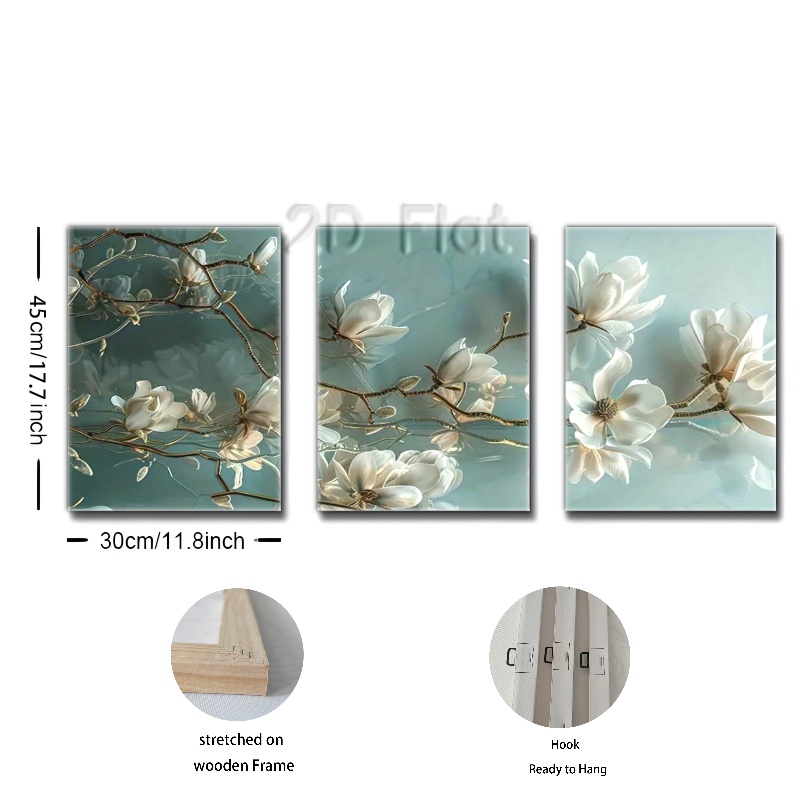 2D Flat
45cm/17.7inch
30cm/11.8inch
stretched on
wooden Frame
Hook
Ready to Hang